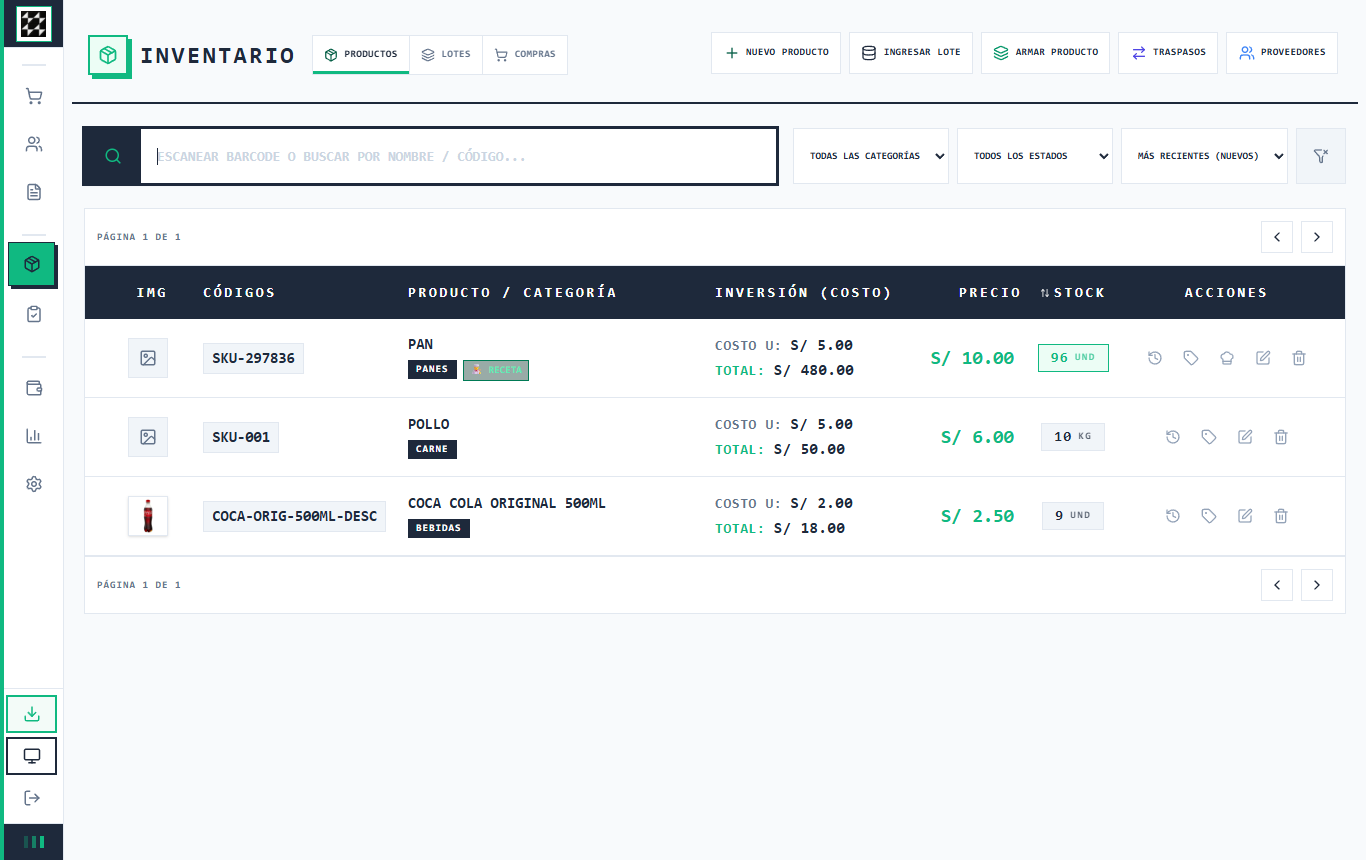 INVENTARIO
PRODUCTOS
LOTES
COMPRAS
NUEVO PRODUCTO
INGRESAR LOTE
ARMAR PRODUCTO
TRASPASOS
PROVEEDORES
ESCANEAR BARCODE O BUSCAR POR NOMBRE / CÓDIGO...
TODAS LAS CATEGORÍAS
TODOS LOS ESTADOS
MÁS RECIENTES (NUEVOS)
PÁGINA 1 DE 1
IMG CÓDIGOS PRODUCTO / CATEGORÍA INVERSIÓN (COSTO) PRECIO ↑↓ STOCK ACCIONES
SKU-297836
PAN
PANES
RECETA
COSTO U: S/ 5.00
TOTAL: S/ 480.00
S/ 10.00
96 UND
SKU-001
POLLO
CARNE
COSTO U: S/ 5.00
TOTAL: S/ 50.00
S/ 6.00
10 KG
COCA-ORIG-500ML-DESC
COCA COLA ORIGINAL 500ML
BEBIDAS
COSTO U: S/ 2.00
TOTAL: S/ 18.00
S/ 2.50
9 UND
PÁGINA 1 DE 1